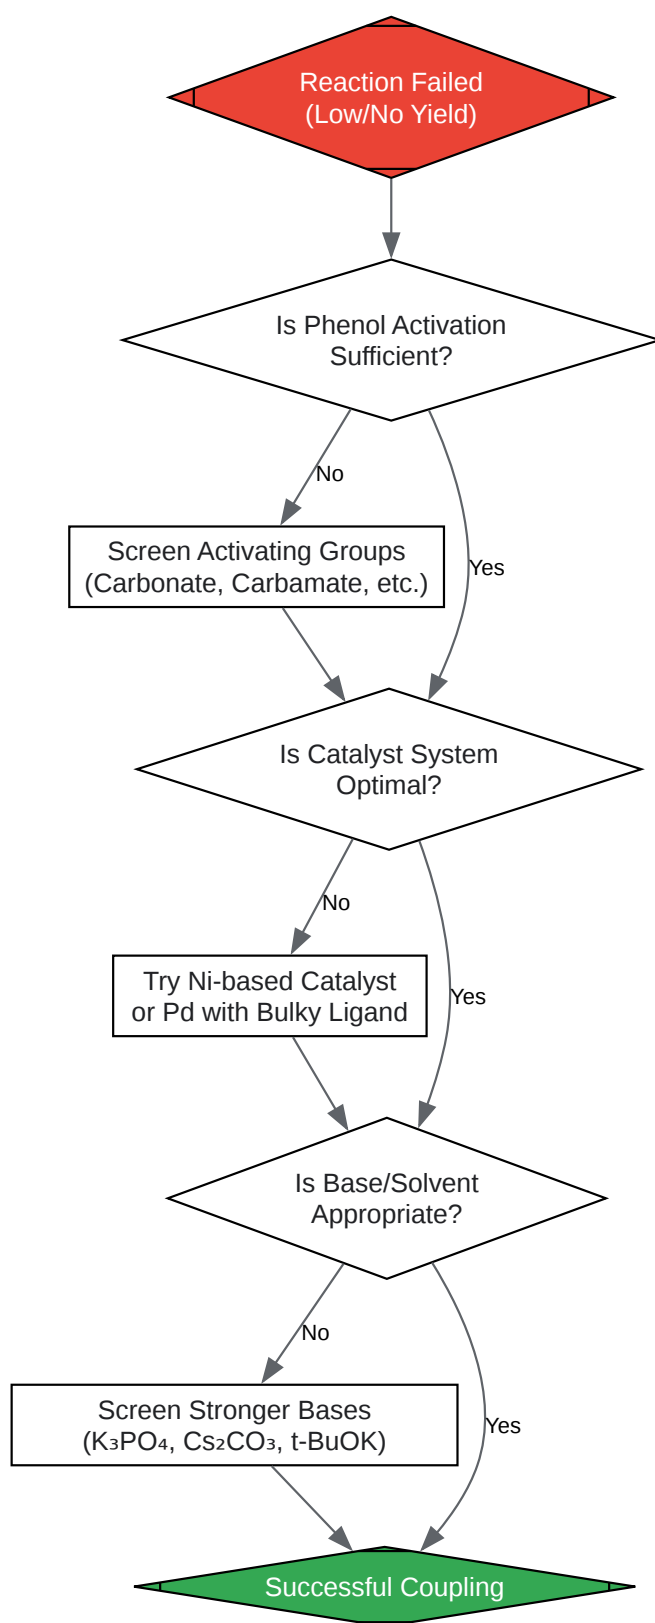 Reaction Failed
(Low/No Yield)
Is Phenol Activation
Sufficient?
No
Yes
Screen Activating Groups
(Carbonate, Carbamate, etc.)
Is Catalyst System
Optimal?
No
Yes
Try Ni-based Catalyst
or Pd with Bulky Ligand
Is Base/Solvent
Appropriate?
No
Yes
Screen Stronger Bases
(K₃PO₄, Cs₂CO₃, t-BuOK)
Successful Coupling